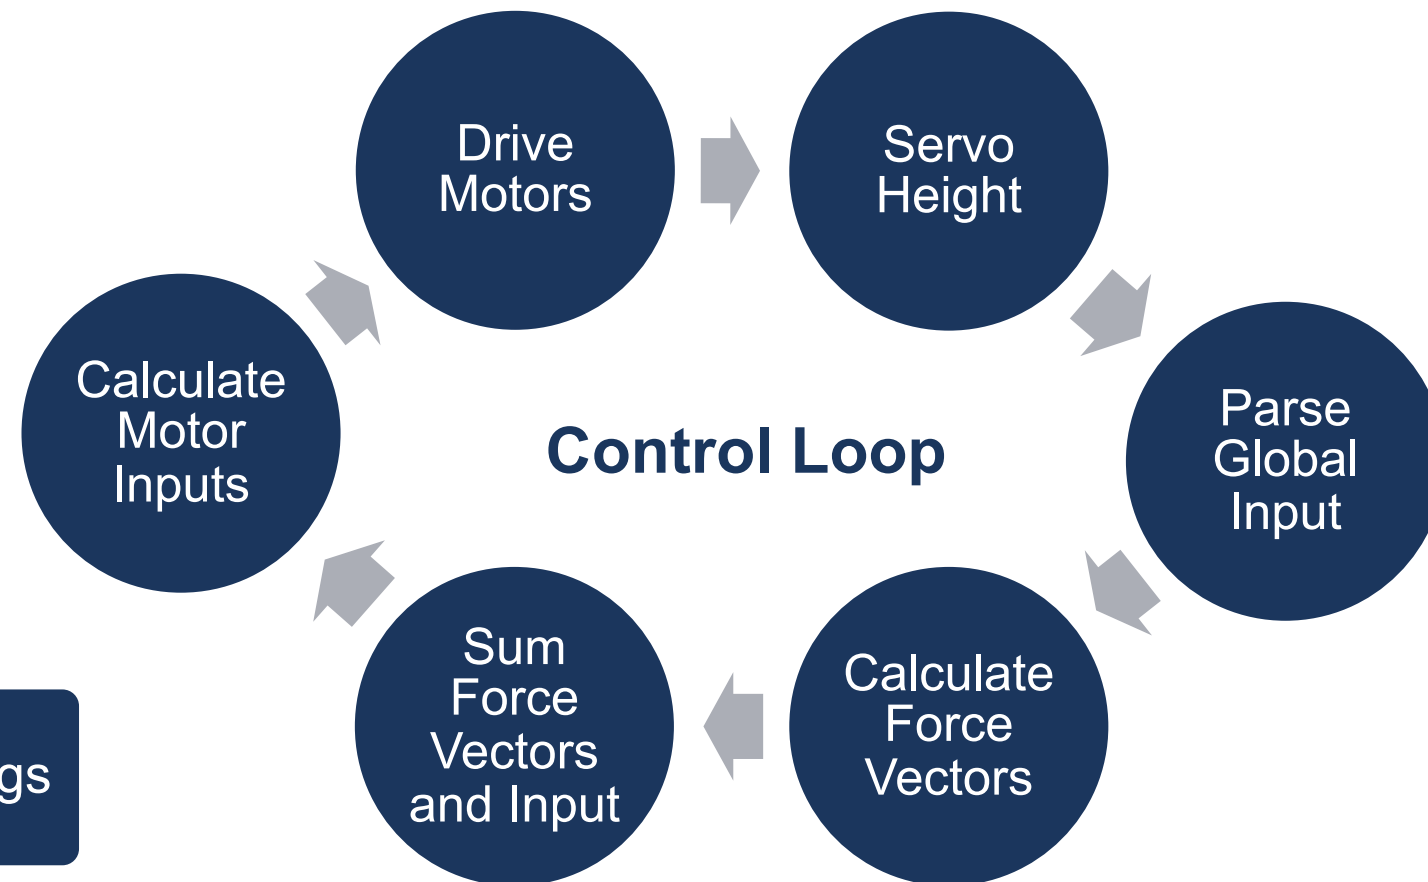 Drive
Motors
Servo
Height
Parse
Global
Input
Calculate
Force
Vectors
Sum
Force
Vectors
and Input
Calculate
Motor
Inputs
Control Loop
gs